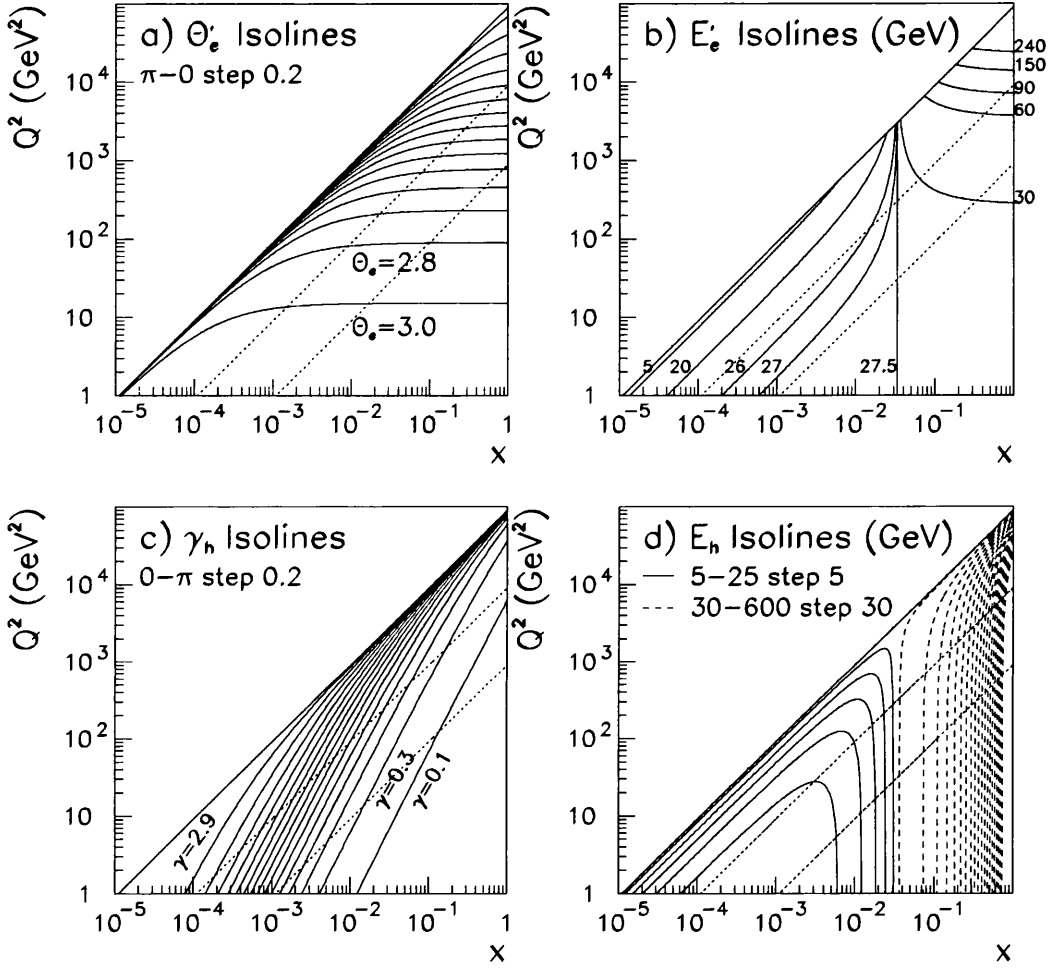 a) Θ'ₑ Isolines
π−0 step 0.2
Q² (GeV²)
10⁴
10³
10²
10
1
Θₑ=2.8
Θₑ=3.0
10⁻⁵ 10⁻⁴ 10⁻³ 10⁻² 10⁻¹ 1
x
b) E'ₑ Isolines (GeV)
Q² (GeV²)
10⁴
10³
10²
10
1
240
150
90
60
30
5 20 26 27 27.5
10⁻⁵ 10⁻⁴ 10⁻³ 10⁻² 10⁻¹ 1
x
c) γₕ Isolines
0−π step 0.2
Q² (GeV²)
10⁴
10³
10²
10
1
γ=2.9
γ=0.3
γ=0.1
10⁻⁵ 10⁻⁴ 10⁻³ 10⁻² 10⁻¹ 1
x
d) Eₕ Isolines (GeV)
5−25 step 5
30−600 step 30
Q² (GeV²)
10⁴
10³
10²
10
1
10⁻⁵ 10⁻⁴ 10⁻³ 10⁻² 10⁻¹ 1
x